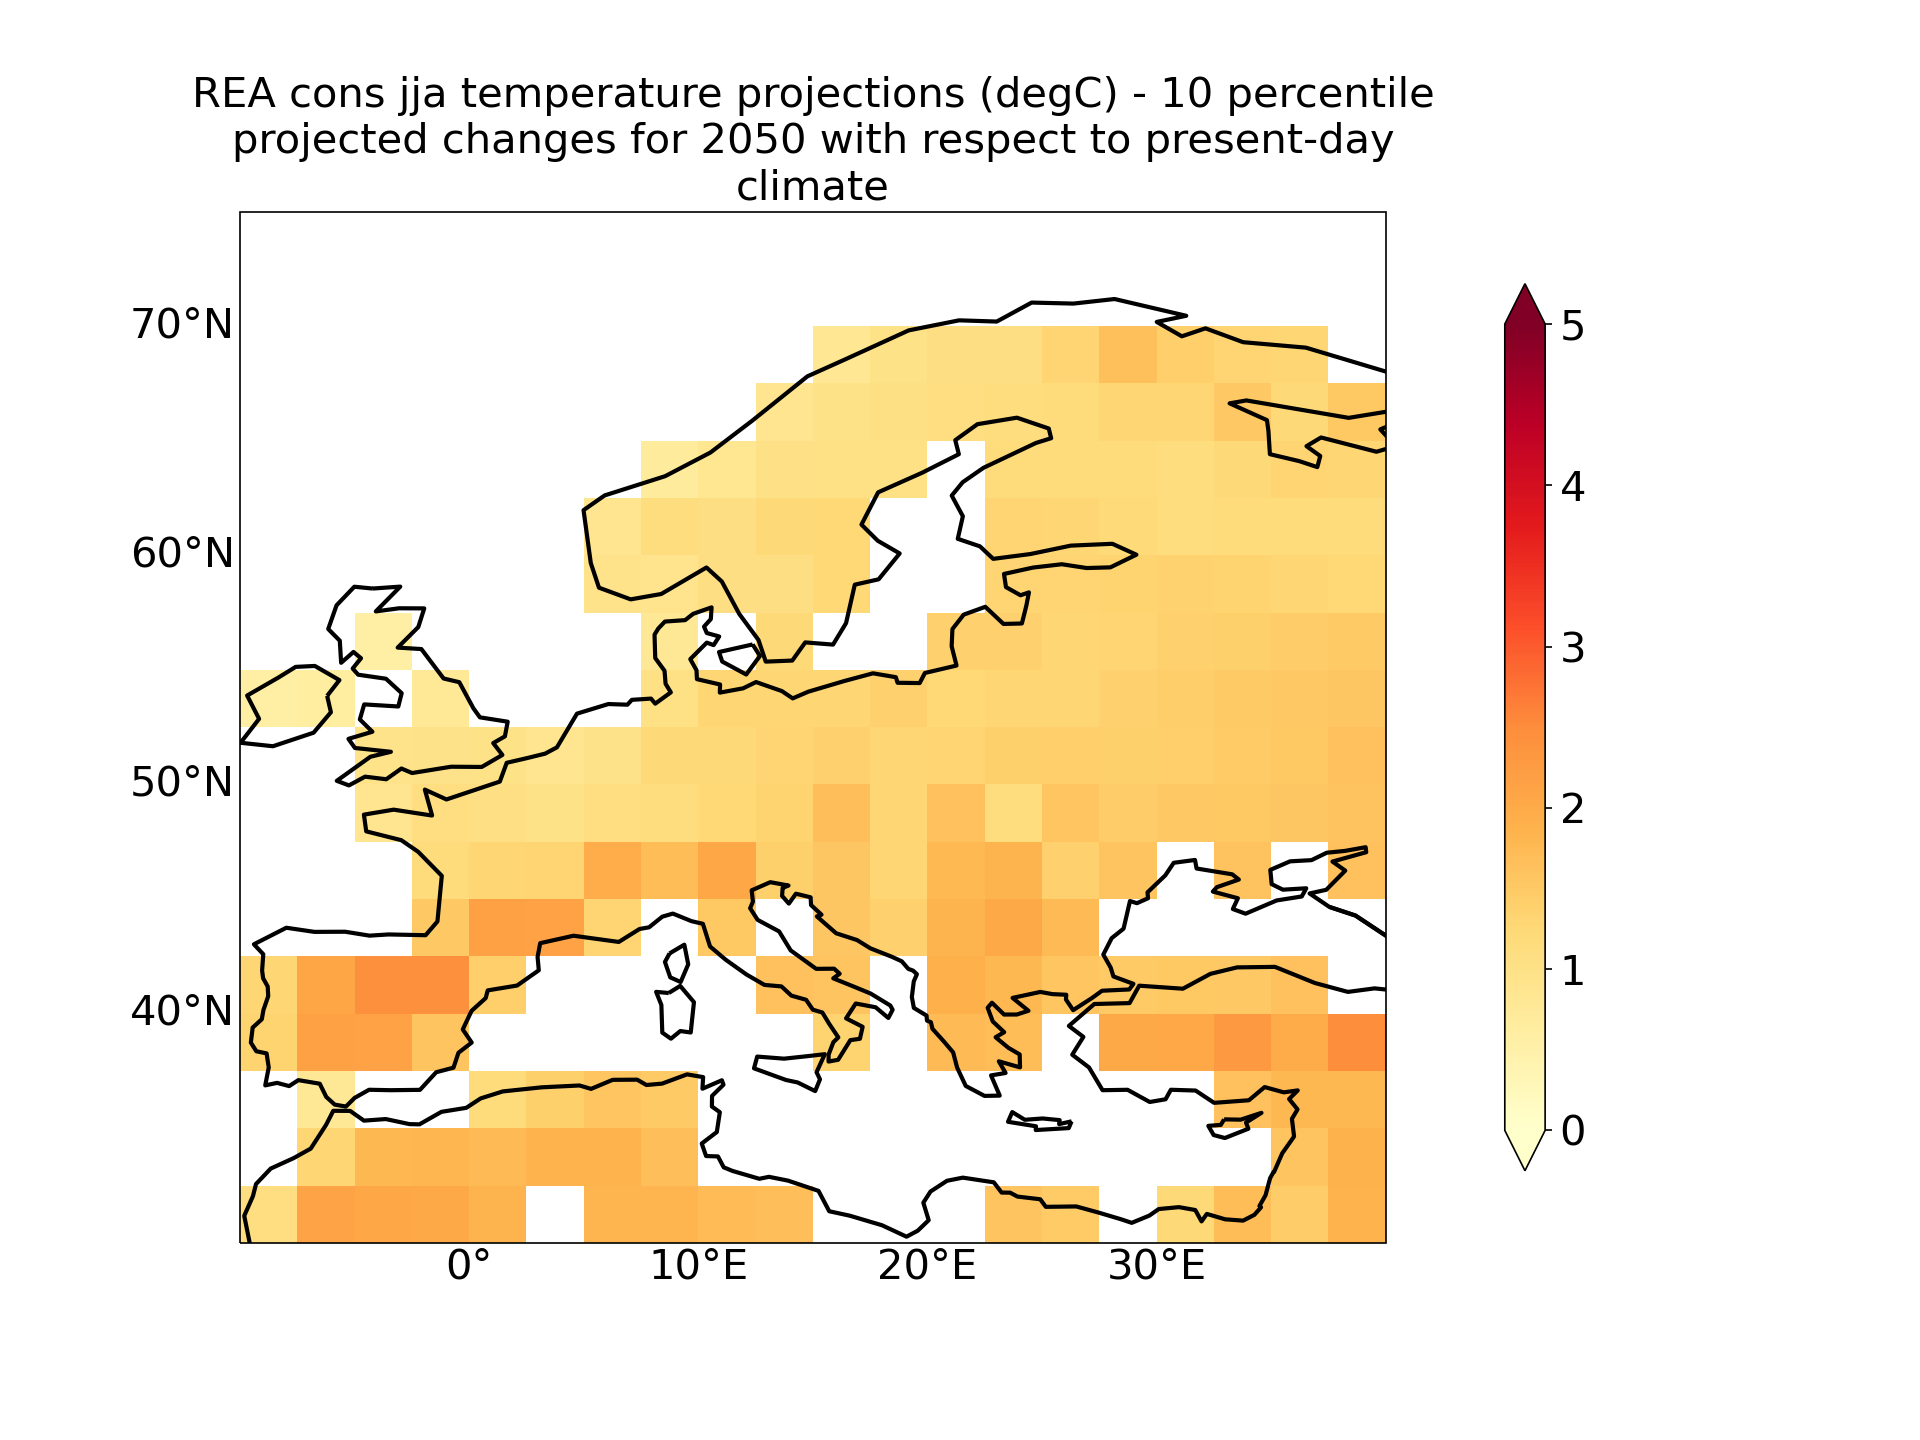 REA cons jja temperature projections (degC) - 10 percentile
projected changes for 2050 with respect to present-day
climate
70°N
60°N
50°N
40°N
0°
10°E
20°E
30°E
5
4
3
2
1
0